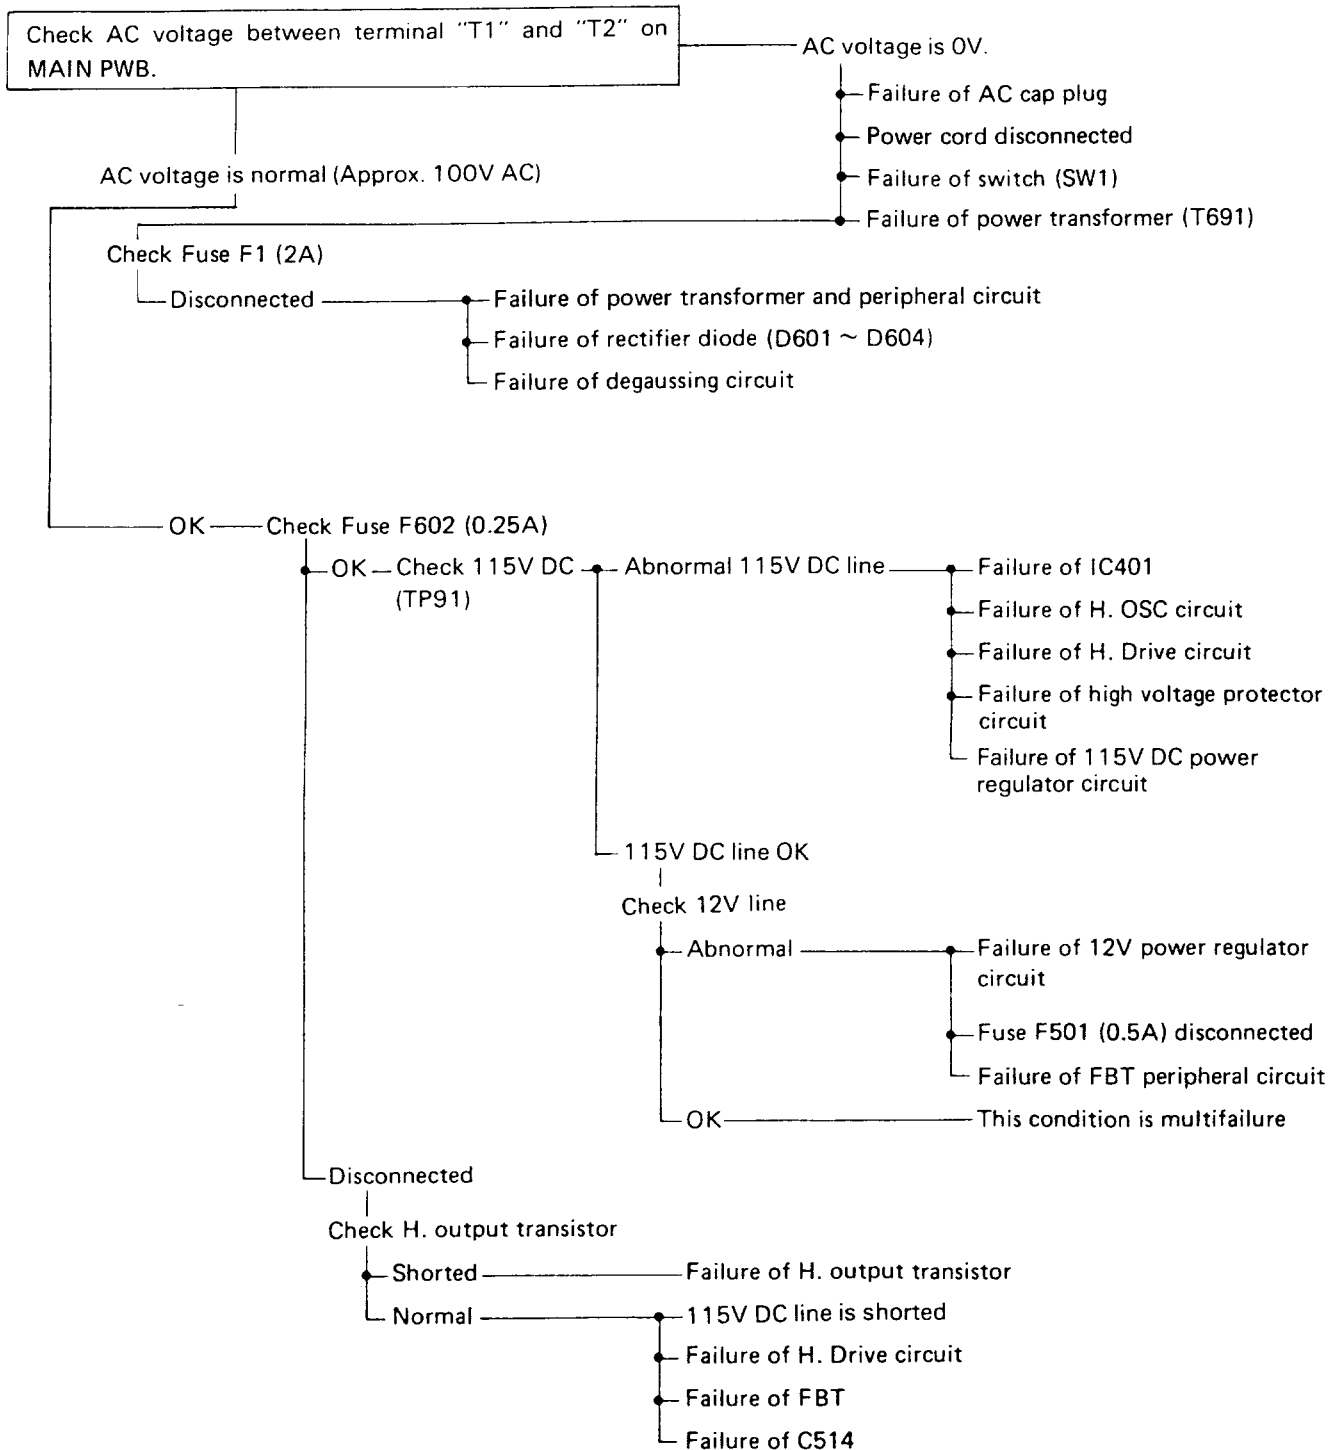 Check AC voltage between terminal "T1" and "T2" on
MAIN PWB.
AC voltage is 0V.
Failure of AC cap plug
Power cord disconnected
AC voltage is normal (Approx. 100V AC)
Failure of switch (SW1)
Failure of power transformer (T691)
Check Fuse F1 (2A)
Disconnected
Failure of power transformer and peripheral circuit
Failure of rectifier diode (D601 ~ D604)
Failure of degaussing circuit
OK
Check Fuse F602 (0.25A)
OK
Check 115V DC
(TP91)
Abnormal 115V DC line
Failure of IC401
Failure of H. OSC circuit
Failure of H. Drive circuit
Failure of high voltage protector
circuit
Failure of 115V DC power
regulator circuit
115V DC line OK
Check 12V line
Abnormal
Failure of 12V power regulator
circuit
Fuse F501 (0.5A) disconnected
Failure of FBT peripheral circuit
OK
This condition is multifailure
Disconnected
Check H. output transistor
Shorted
Failure of H. output transistor
Normal
115V DC line is shorted
Failure of H. Drive circuit
Failure of FBT
Failure of C514